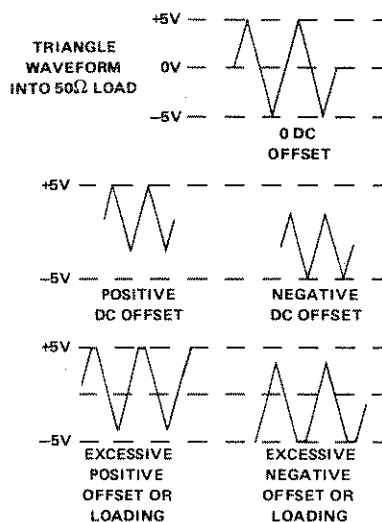 TRIANGLE
WAVEFORM
INTO 50Ω LOAD
+5V
0V
−5V
0 DC
OFFSET
+5V
−5V
POSITIVE
DC OFFSET
NEGATIVE
DC OFFSET
+5V
−5V
EXCESSIVE
POSITIVE
OFFSET OR
LOADING
EXCESSIVE
NEGATIVE
OFFSET OR
LOADING